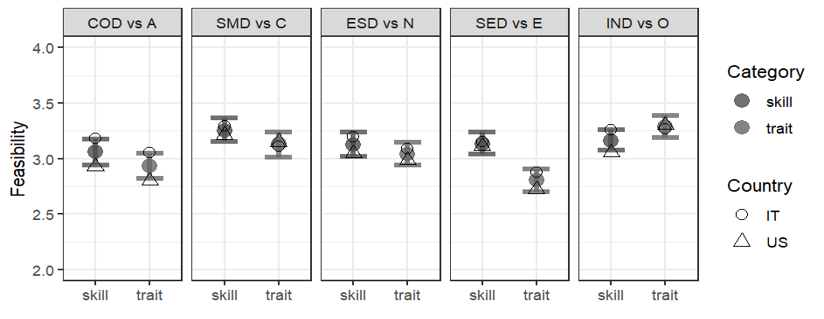 COD vs A
SMD vs C
ESD vs N
SED vs E
IND vs O
Feasibility
4.0
3.5
3.0
2.5
2.0
skill trait
skill trait
skill trait
skill trait
skill trait
Category
skill
trait
Country
IT
US